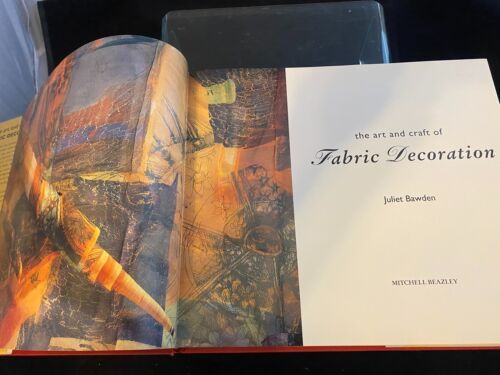 the art and craft of
Fabric Decoration
Juliet Bawden
MITCHELL BEAZLEY